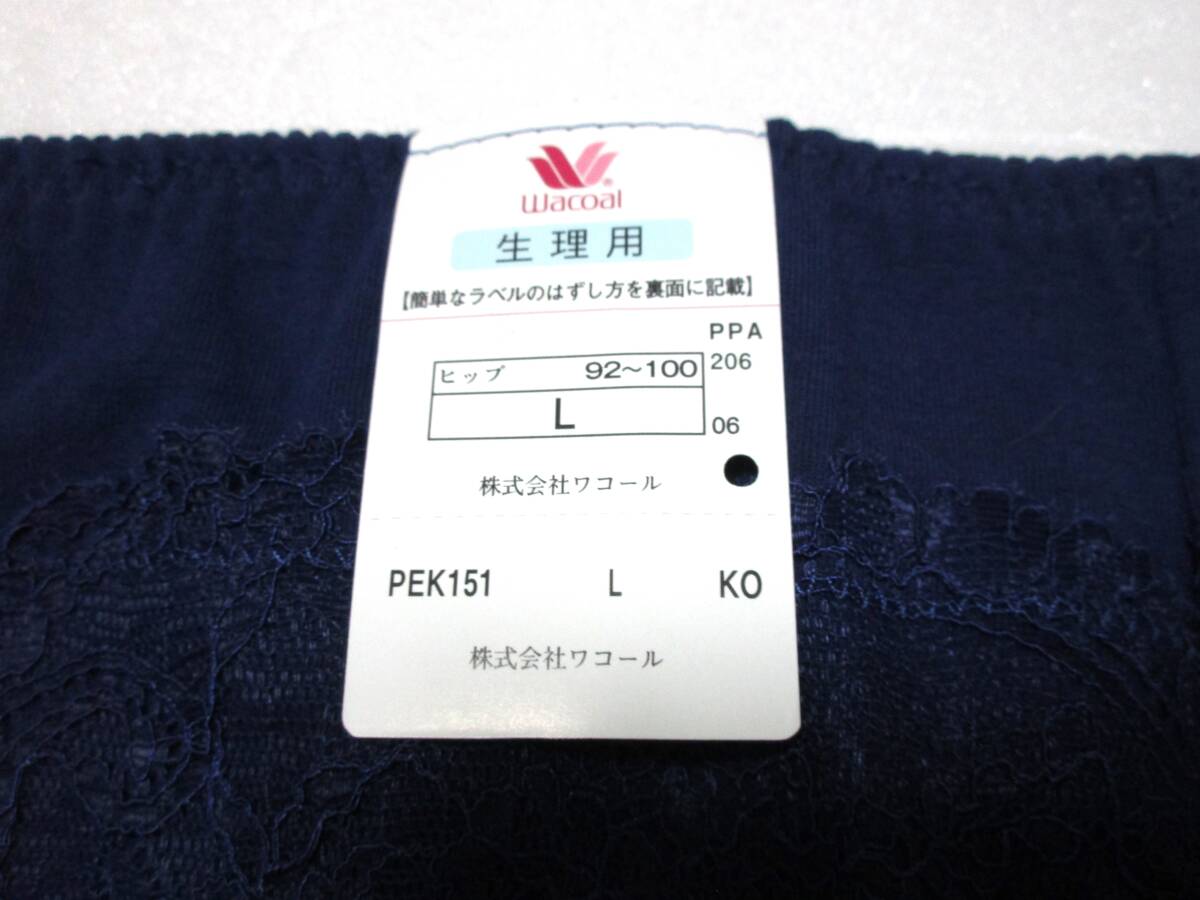 Wacoal®
生理用
【簡単なラベルのはずし方を裏面に記載】
PPA
ヒップ 92~100 206
L
06
株式会社ワコール
PEK151 L KO
株式会社ワコール